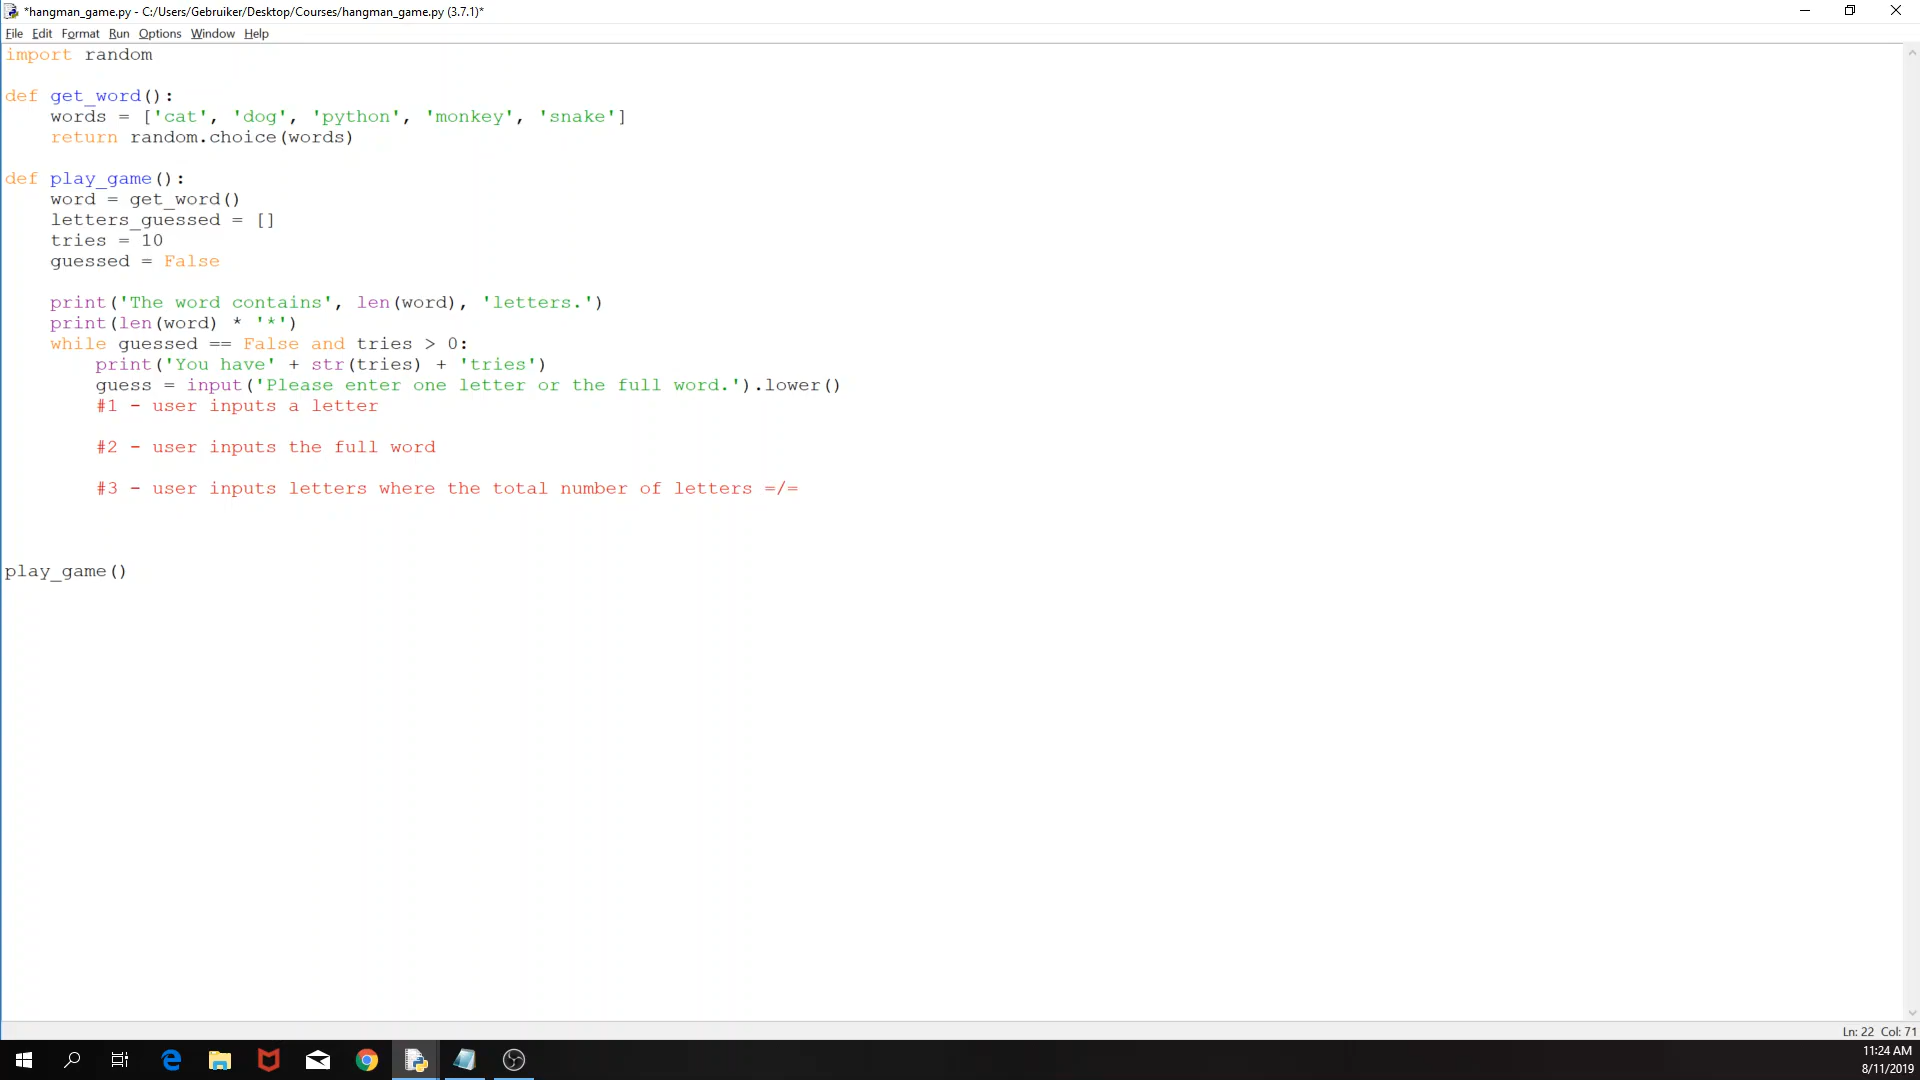 *hangman_game.py - C:/Users/Gebruiker/Desktop/Courses/hangman_game.py (3.7.1)*
File Edit Format Run Options Window Help
import random
def get_word():
    words = ['cat', 'dog', 'python', 'monkey', 'snake']
    return random.choice(words)
def play_game():
    word = get_word()
    letters_guessed = []
    tries = 10
    guessed = False
    print('The word contains', len(word), 'letters.')
    print(len(word) * '*')
    while guessed == False and tries > 0:
        print('You have' + str(tries) + 'tries')
        guess = input('Please enter one letter or the full word.').lower()
        #1 - user inputs a letter
        #2 - user inputs the full word
        #3 - user inputs letters where the total number of letters =/=
play_game()
Ln: 22 Col: 71
11:24 AM
8/11/2019